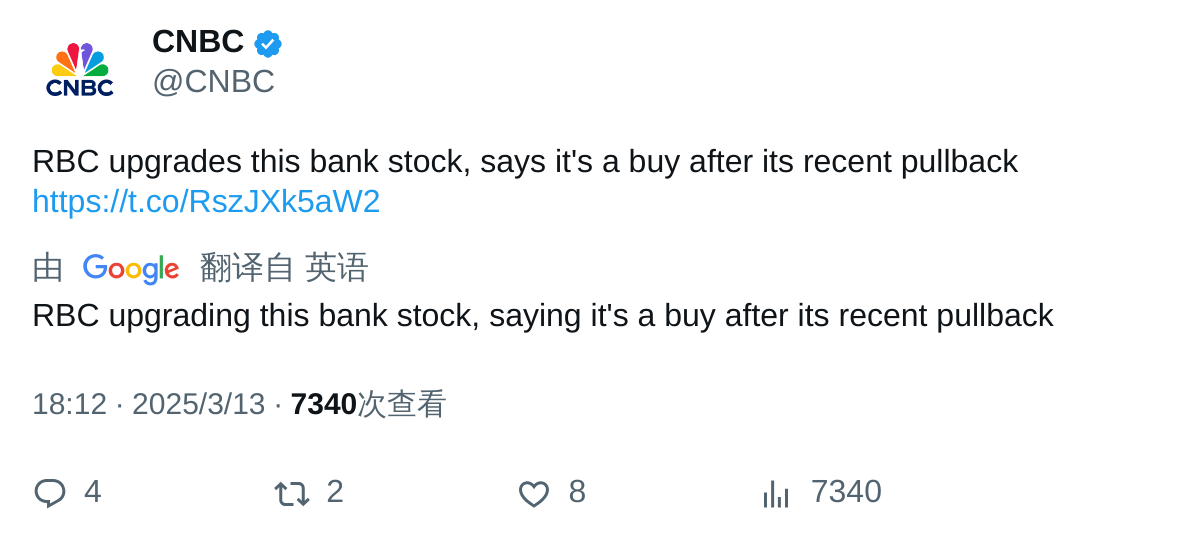 CNBC
CNBC
@CNBC
RBC upgrades this bank stock, says it's a buy after its recent pullback
https://t.co/RszJXk5aW2
由 Google 翻译自 英语
RBC upgrading this bank stock, saying it's a buy after its recent pullback
18:12 · 2025/3/13 · 7340次查看
4 2 8 7340